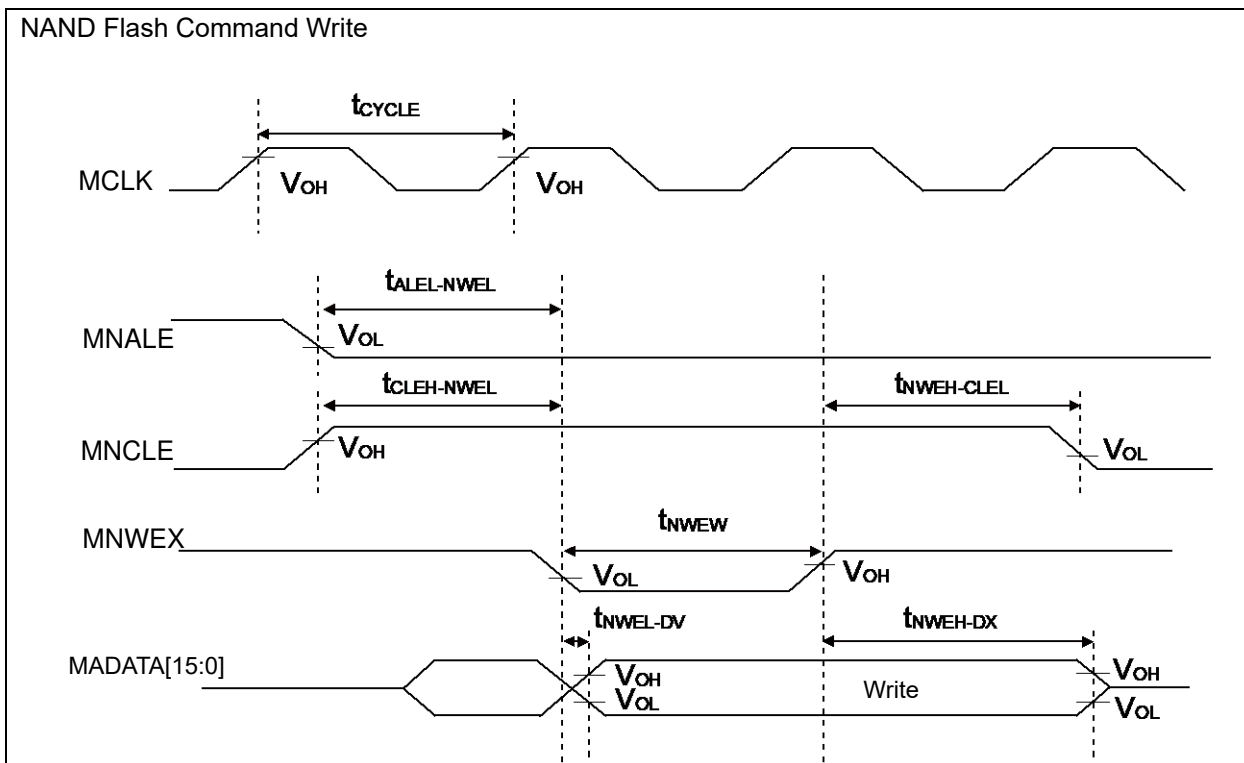 NAND Flash Command Write
tCYCLE
MCLK
VOH
VOH
tALEL-NWEL
MNALE
VOL
tCLEH-NWEL
tNWEH-CLEL
MNCLE
VOH
VOL
MNWEX
tNWEW
VOL
VOH
tNWEL-DV
tNWEH-DX
MADATA[15:0]
VOH
VOH
Write
VOL
VOL